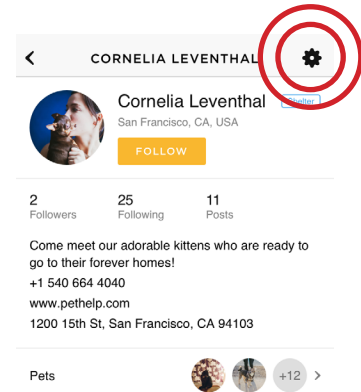 CORNELIA LEVENTHAL
Cornelia Leventhal Shelter
San Francisco, CA, USA
FOLLOW
2 25 11
Followers Following Posts
Come meet our adorable kittens who are ready to
go to their forever homes!
+1 540 664 4040
www.pethelp.com
1200 15th St, San Francisco, CA 94103
Pets +12